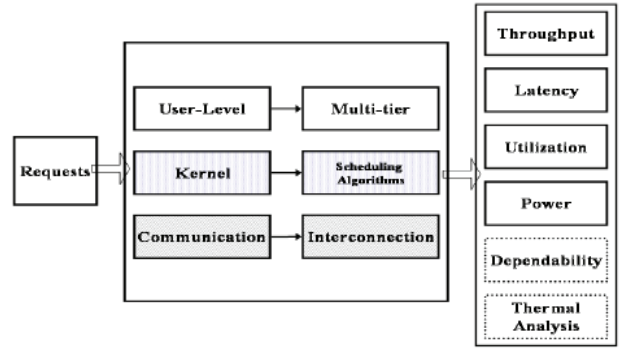 Requests
User-Level
Multi-tier
Kernel
Scheduling
Algorithms
Communication
Interconnection
Throughput
Latency
Utilization
Power
Dependability
Thermal
Analysis